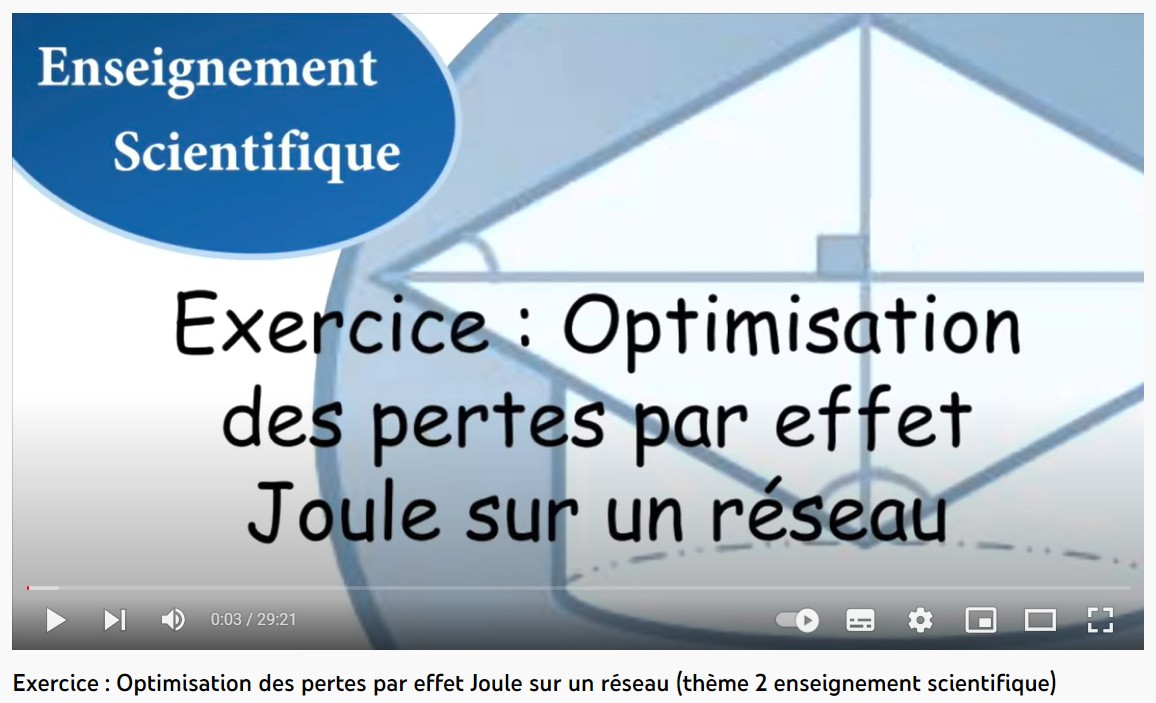 Enseignement
Scientifique
Exercice : Optimisation
des pertes par effet
Joule sur un réseau
0:03 / 29:21
Exercice : Optimisation des pertes par effet Joule sur un réseau (thème 2 enseignement scientifique)